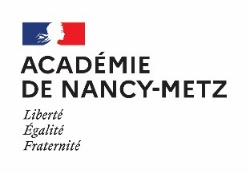 ACADÉMIE
DE NANCY-METZ
Liberté
Égalité
Fraternité